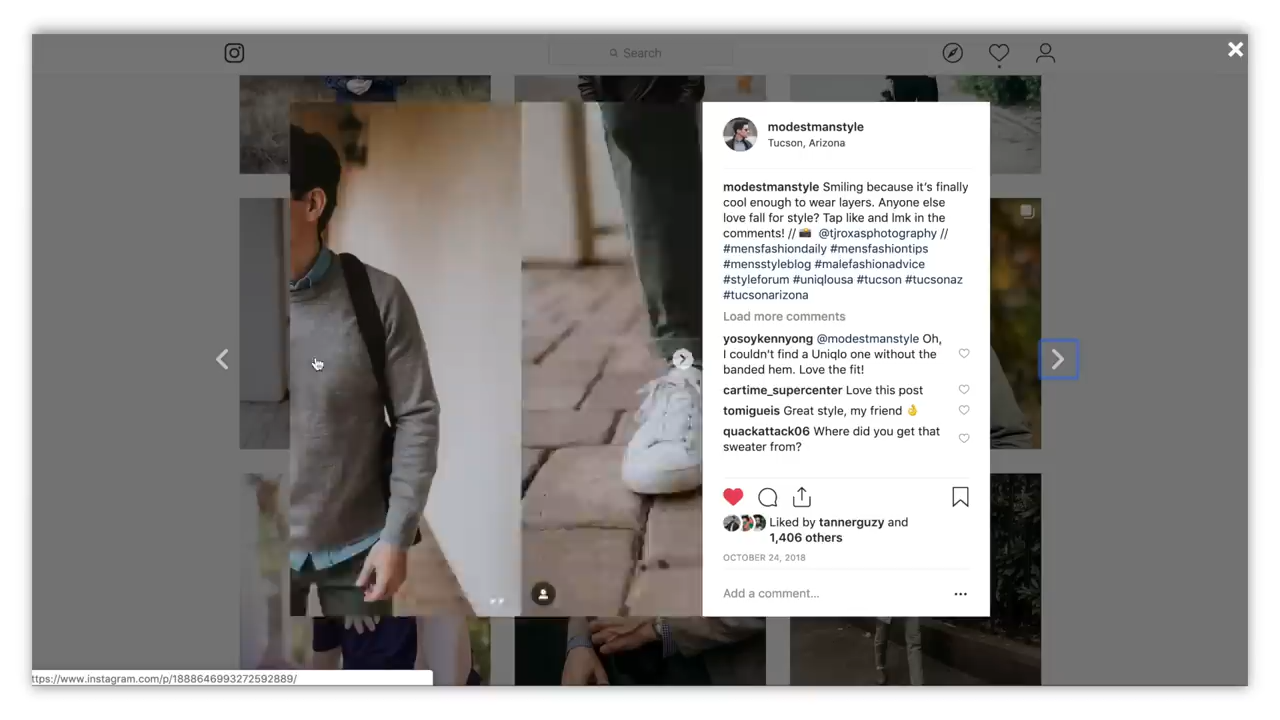 Search
modestmanstyle
Tucson, Arizona
modestmanstyle Smiling because it's finally
cool enough to wear layers. Anyone else
love fall for style? Tap like and lmk in the
comments! // 📸 @tjroxasphotography //
#mensfashiondaily #mensfashiontips
#mensstyleblog #malefashionadvice
#styleforum #uniqlousa #tucson #tucsonaz
#tucsonarizona
Load more comments
yosoykennyong @modestmanstyle Oh,
I couldn't find a Uniqlo one without the
banded hem. Love the fit!
cartime_supercenter Love this post
tomigueis Great style, my friend 👌
quackattack06 Where did you get that
sweater from?
Liked by tannerguzy and
1,406 others
OCTOBER 24, 2018
Add a comment...
ttps://www.instagram.com/p/1888646993272592889/